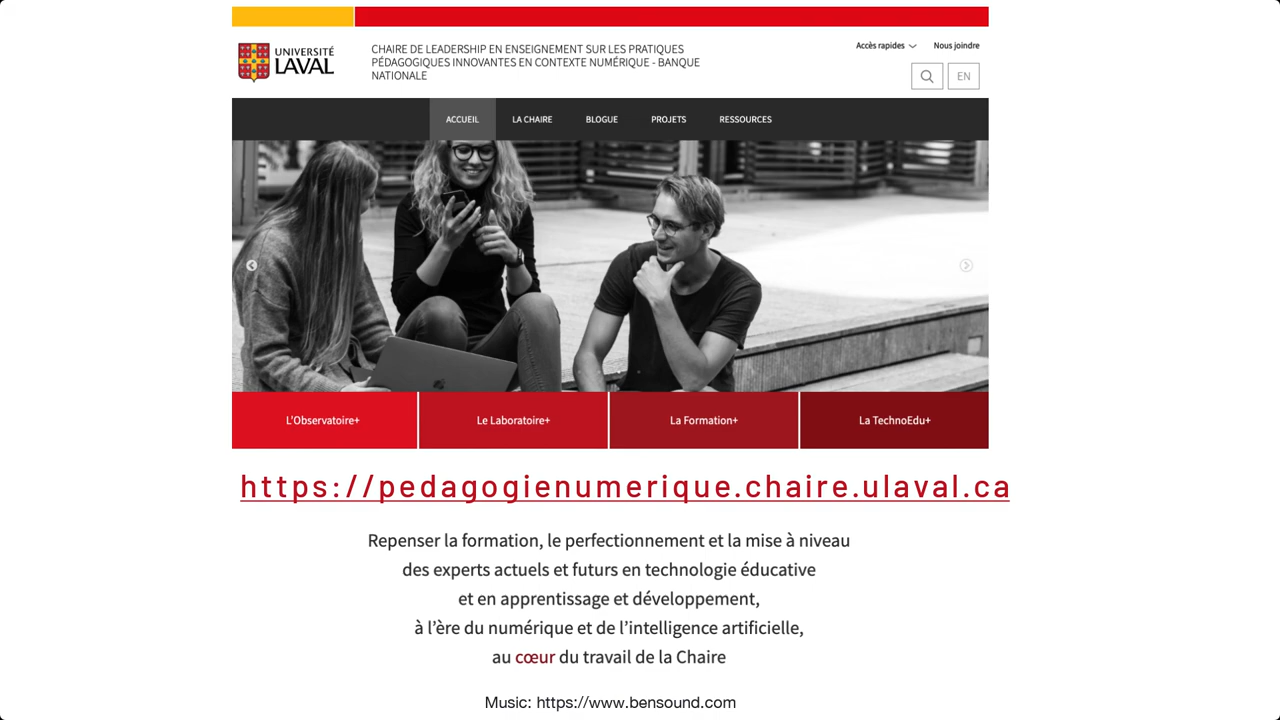 UNIVERSITÉ
LAVAL
CHAIRE DE LEADERSHIP EN ENSEIGNEMENT SUR LES PRATIQUES
PÉDAGOGIQUES INNOVANTES EN CONTEXTE NUMÉRIQUE - BANQUE
NATIONALE
Accès rapides
Nous joindre
EN
ACCUEIL
LA CHAIRE
BLOGUE
PROJETS
RESSOURCES
L'Observatoire+
Le Laboratoire+
La Formation+
La TechnoEdu+
https://pedagogienumerique.chaire.ulaval.ca
Repenser la formation, le perfectionnement et la mise à niveau
des experts actuels et futurs en technologie éducative
et en apprentissage et développement,
à l’ère du numérique et de l’intelligence artificielle,
au cœur du travail de la Chaire
Music: https://www.bensound.com